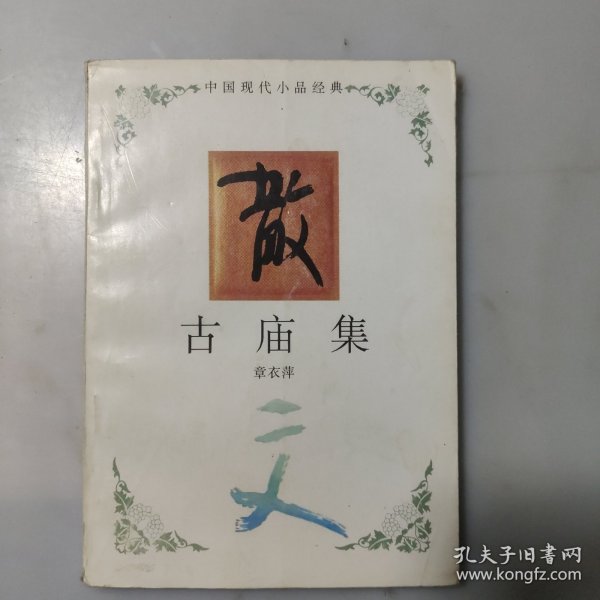 中国现代小品经典
散
古庙集
章衣萍
文
孔夫子旧书网
www.kongfz.com